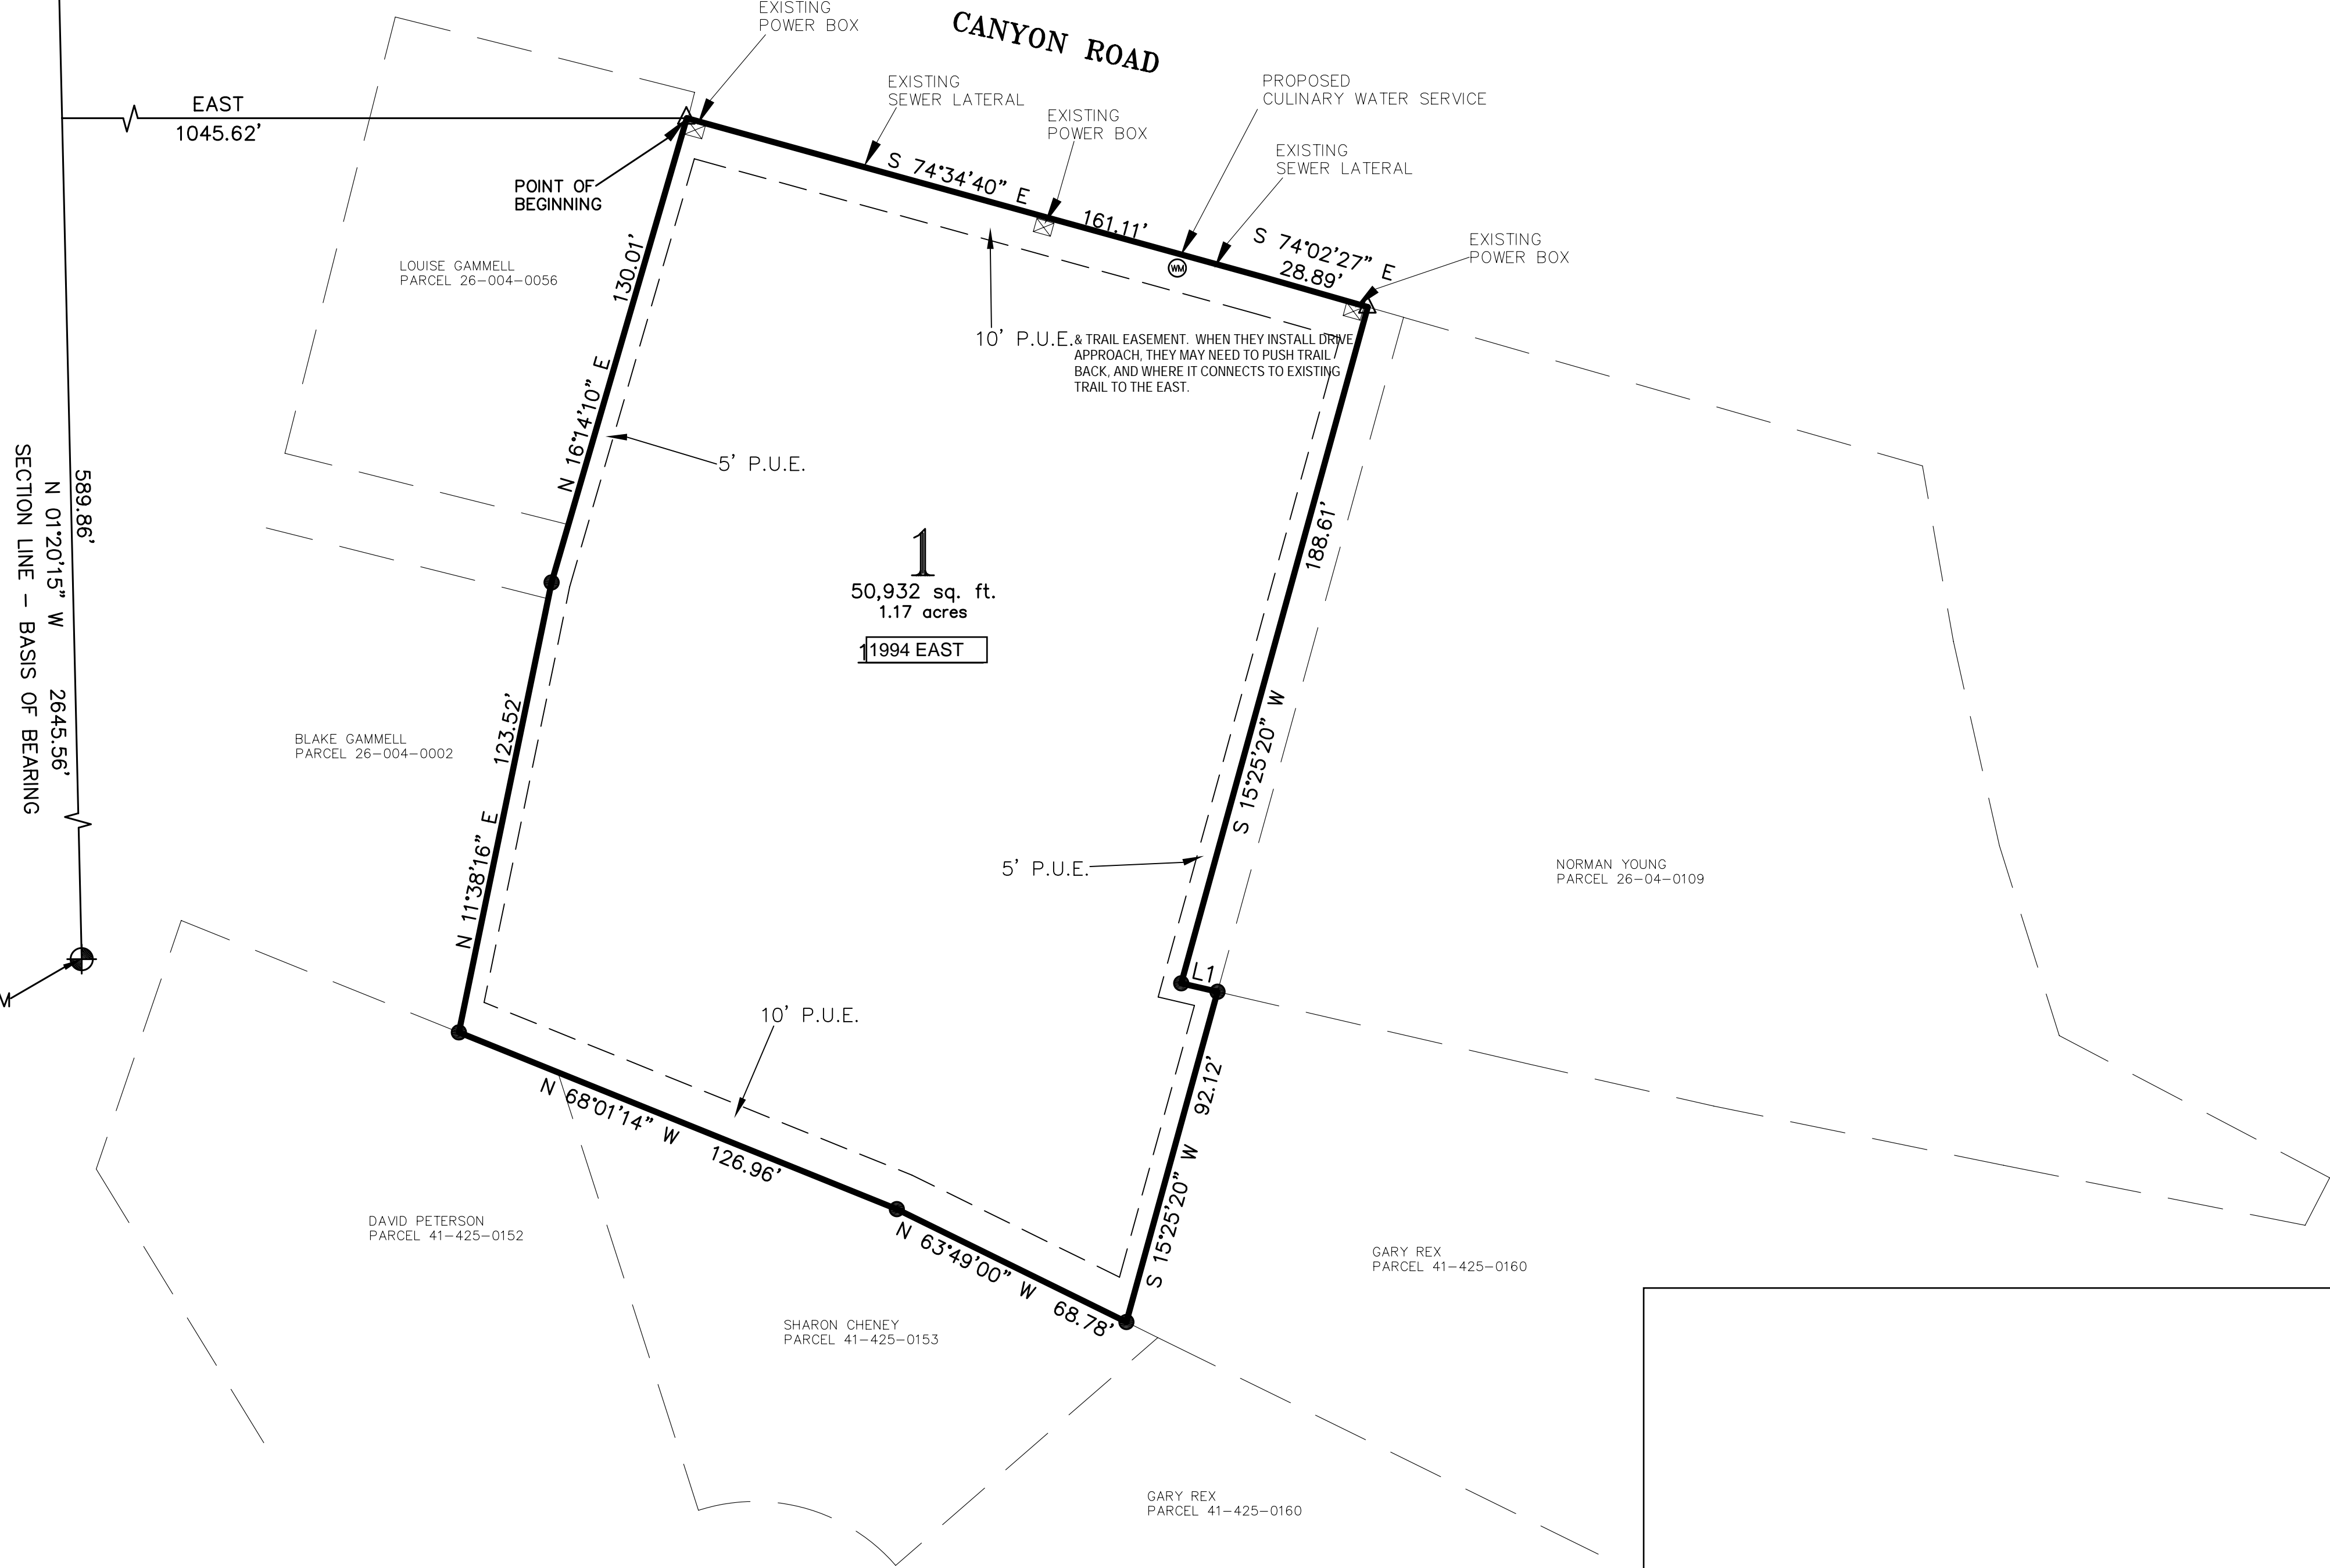 EXISTING
POWER BOX
CANYON ROAD
EAST
1045.62'
EXISTING
SEWER LATERAL
PROPOSED
CULINARY WATER SERVICE
EXISTING
POWER BOX
EXISTING
SEWER LATERAL
POINT OF
BEGINNING
S 74°34'40" E
161.11'
S 74°02'27" E
28.89'
EXISTING
POWER BOX
WM
LOUISE GAMMELL
PARCEL 26-004-0056
130.01'
N 16°14'10" E
10' P.U.E. & TRAIL EASEMENT. WHEN THEY INSTALL DRIVE
APPROACH, THEY MAY NEED TO PUSH TRAIL
BACK, AND WHERE IT CONNECTS TO EXISTING
TRAIL TO THE EAST.
5' P.U.E.
589.86'
N 01°20'15" W 2645.56'
SECTION LINE - BASIS OF BEARING
1
50,932 sq. ft.
1.17 acres
1994 EAST
188.61'
S 15°25'20" W
BLAKE GAMMELL
PARCEL 26-004-0002
123.52'
N 11°38'16" E
5' P.U.E.
NORMAN YOUNG
PARCEL 26-04-0109
L1
10' P.U.E.
92.12'
S 15°25'20" W
N 68°01'14" W 126.96'
N 63°49'00" W 68.78'
DAVID PETERSON
PARCEL 41-425-0152
GARY REX
PARCEL 41-425-0160
SHARON CHENEY
PARCEL 41-425-0153
GARY REX
PARCEL 41-425-0160